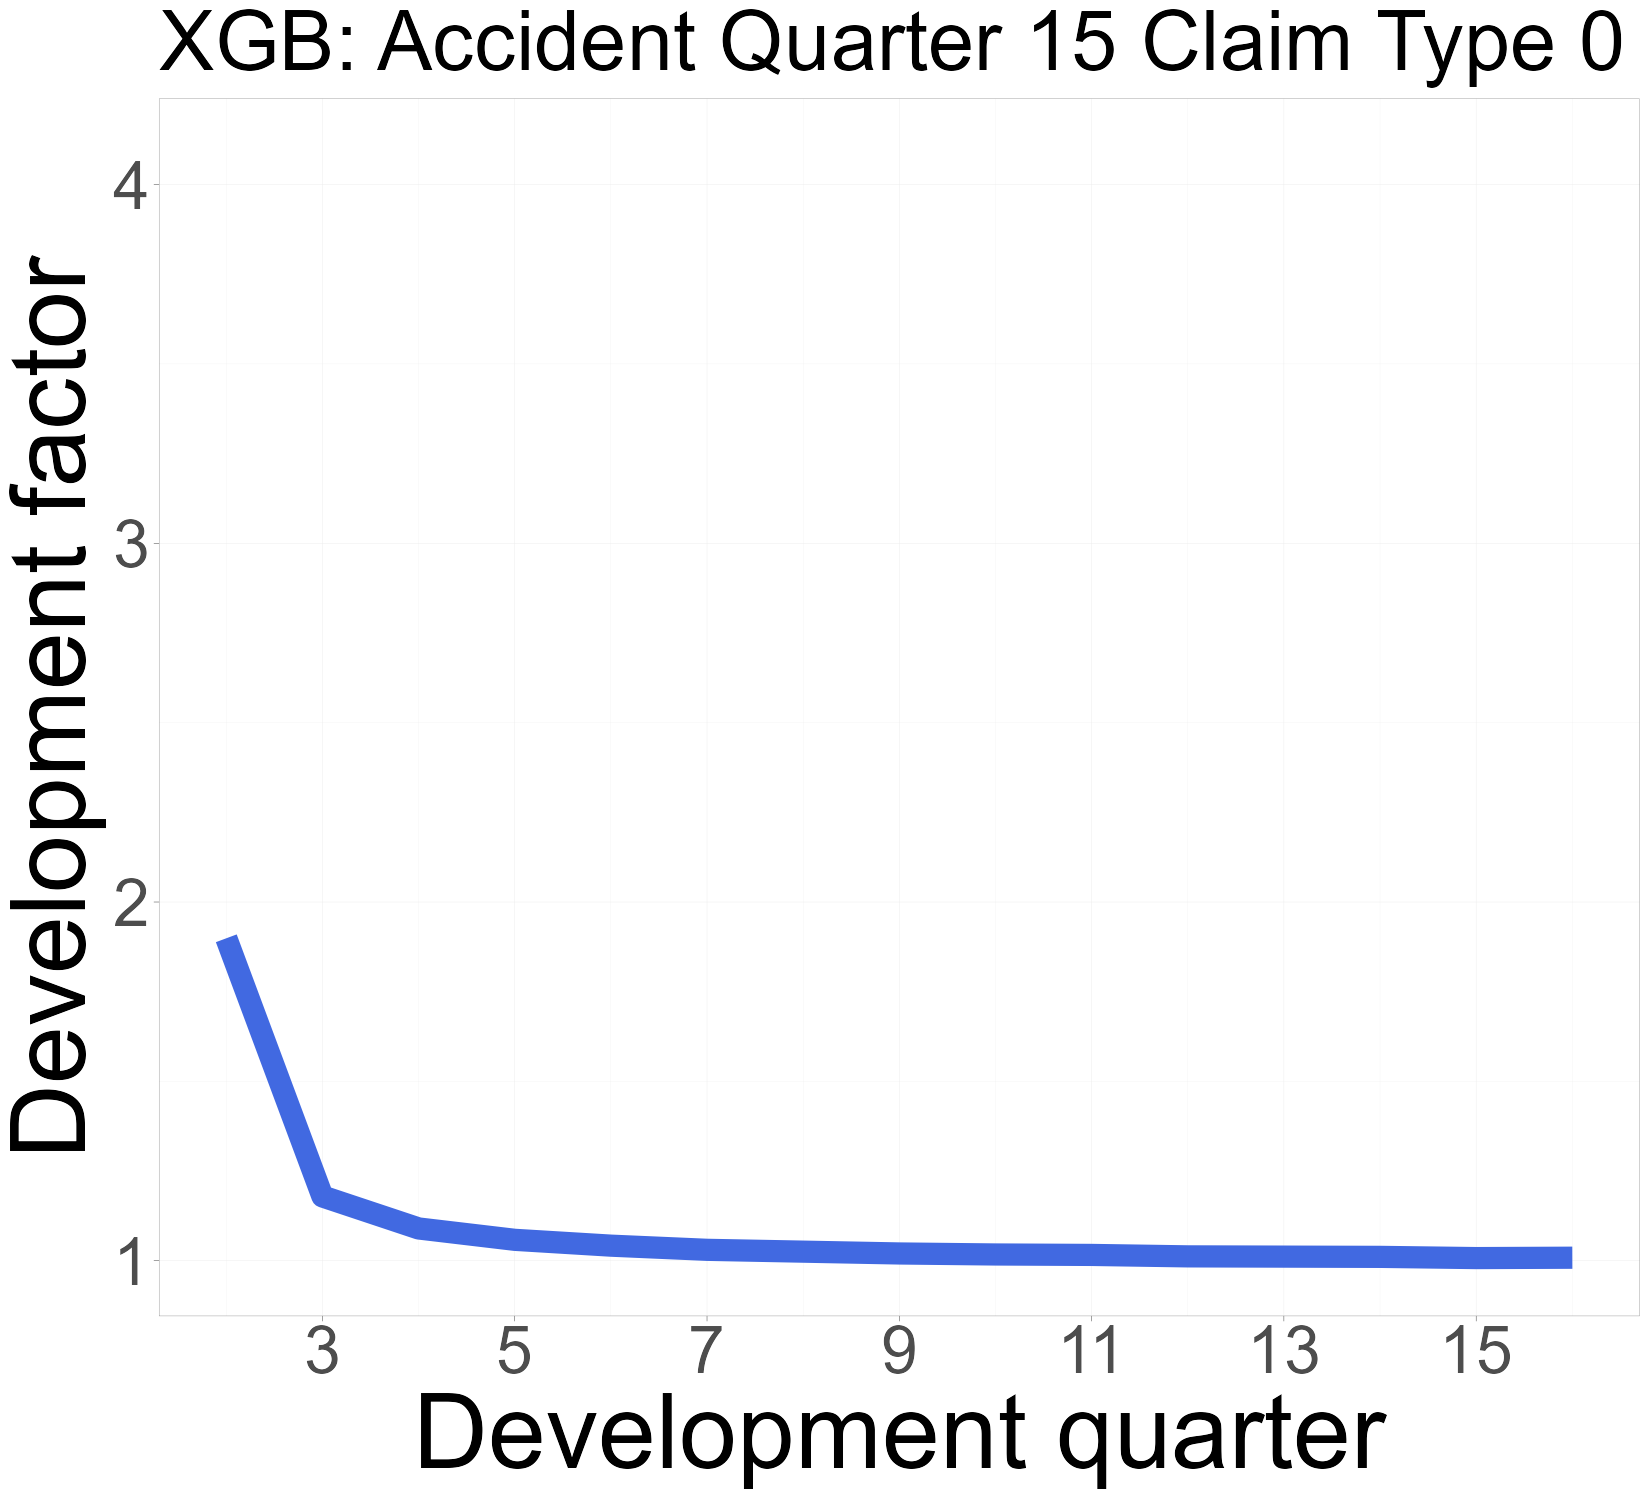 XGB: Accident Quarter 15 Claim Type 0
Development factor
4
3
2
1
3 5 7 9 11 13 15
Development quarter